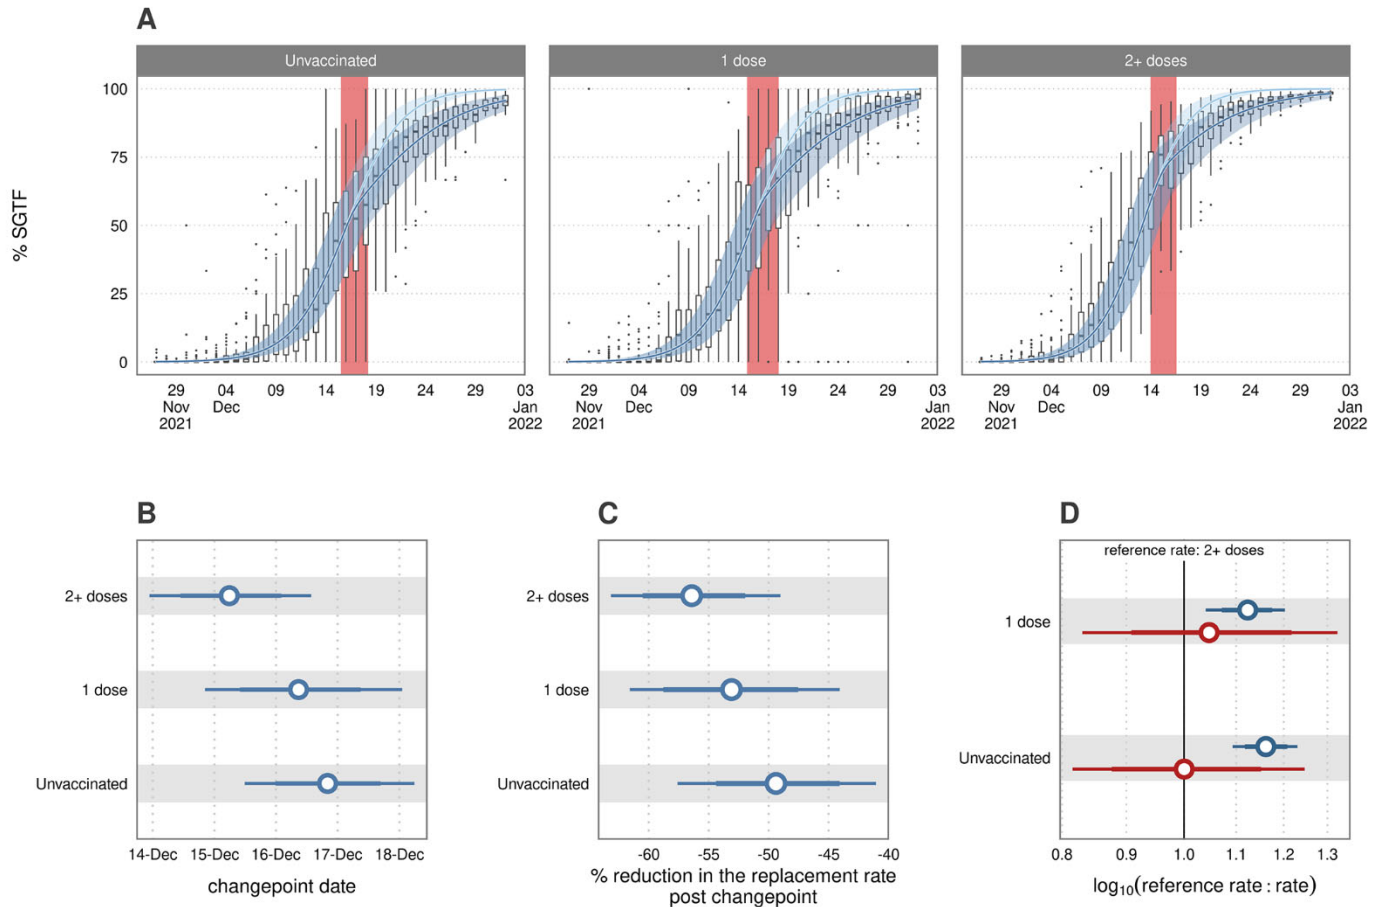 A
Unvaccinated 1 dose 2+ doses
% SGTF
100
75
50
25
0
29 04 09 14 19 24 29 03 29 04 09 14 19 24 29 03 29 04 09 14 19 24 29 03
Nov Dec Jan Nov Dec Jan Nov Dec Jan
2021 2022 2021 2022 2021 2022
B
2+ doses
1 dose
Unvaccinated
14-Dec 15-Dec 16-Dec 17-Dec 18-Dec
changepoint date
C
2+ doses
1 dose
Unvaccinated
-60 -55 -50 -45 -40
% reduction in the replacement rate
post changepoint
D
reference rate: 2+ doses
1 dose
Unvaccinated
0.8 0.9 1.0 1.1 1.2 1.3
log₁₀(reference rate : rate)